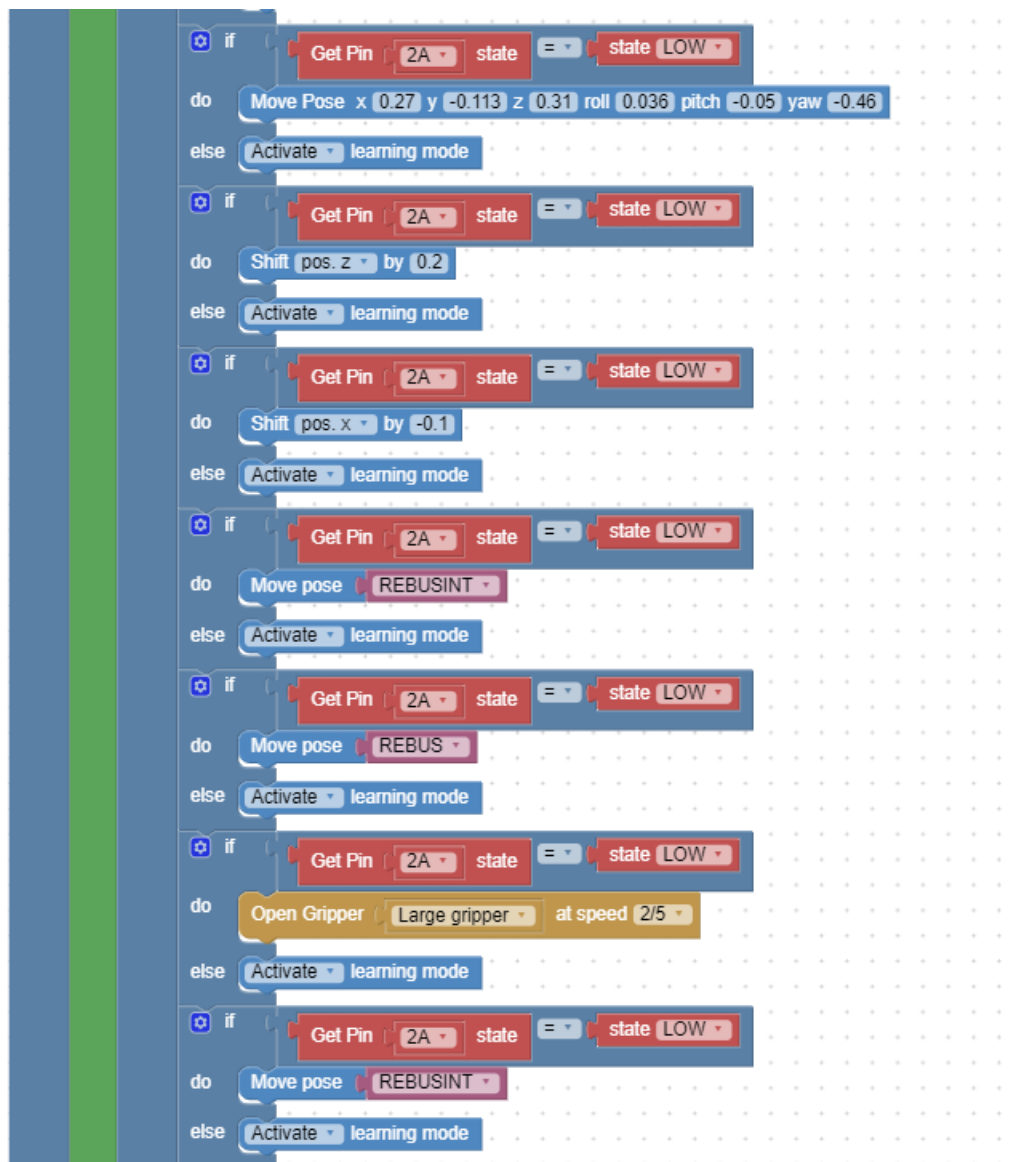 if Get Pin 2A state = state LOW
do Move Pose x 0.27 y -0.113 z 0.31 roll 0.036 pitch -0.05 yaw -0.46
else Activate learning mode
if Get Pin 2A state = state LOW
do Shift pos. z by 0.2
else Activate learning mode
if Get Pin 2A state = state LOW
do Shift pos. x by -0.1
else Activate learning mode
if Get Pin 2A state = state LOW
do Move pose REBUSINT
else Activate learning mode
if Get Pin 2A state = state LOW
do Move pose REBUS
else Activate learning mode
if Get Pin 2A state = state LOW
do Open Gripper Large gripper at speed 2/5
else Activate learning mode
if Get Pin 2A state = state LOW
do Move pose REBUSINT
else Activate learning mode